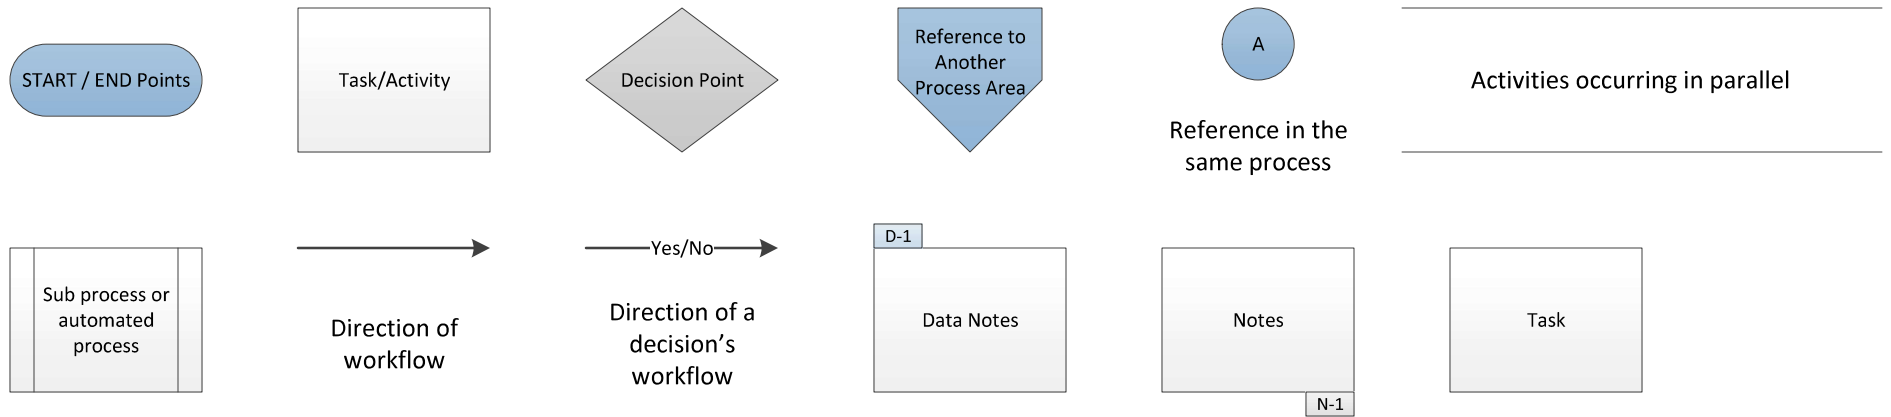 START / END Points
Task/Activity
Decision Point
Reference to
Another
Process Area
A
Reference in the
same process
Activities occurring in parallel
Sub process or
automated
process
Direction of
workflow
Yes/No
Direction of a
decision's
workflow
D-1
Data Notes
Notes
N-1
Task